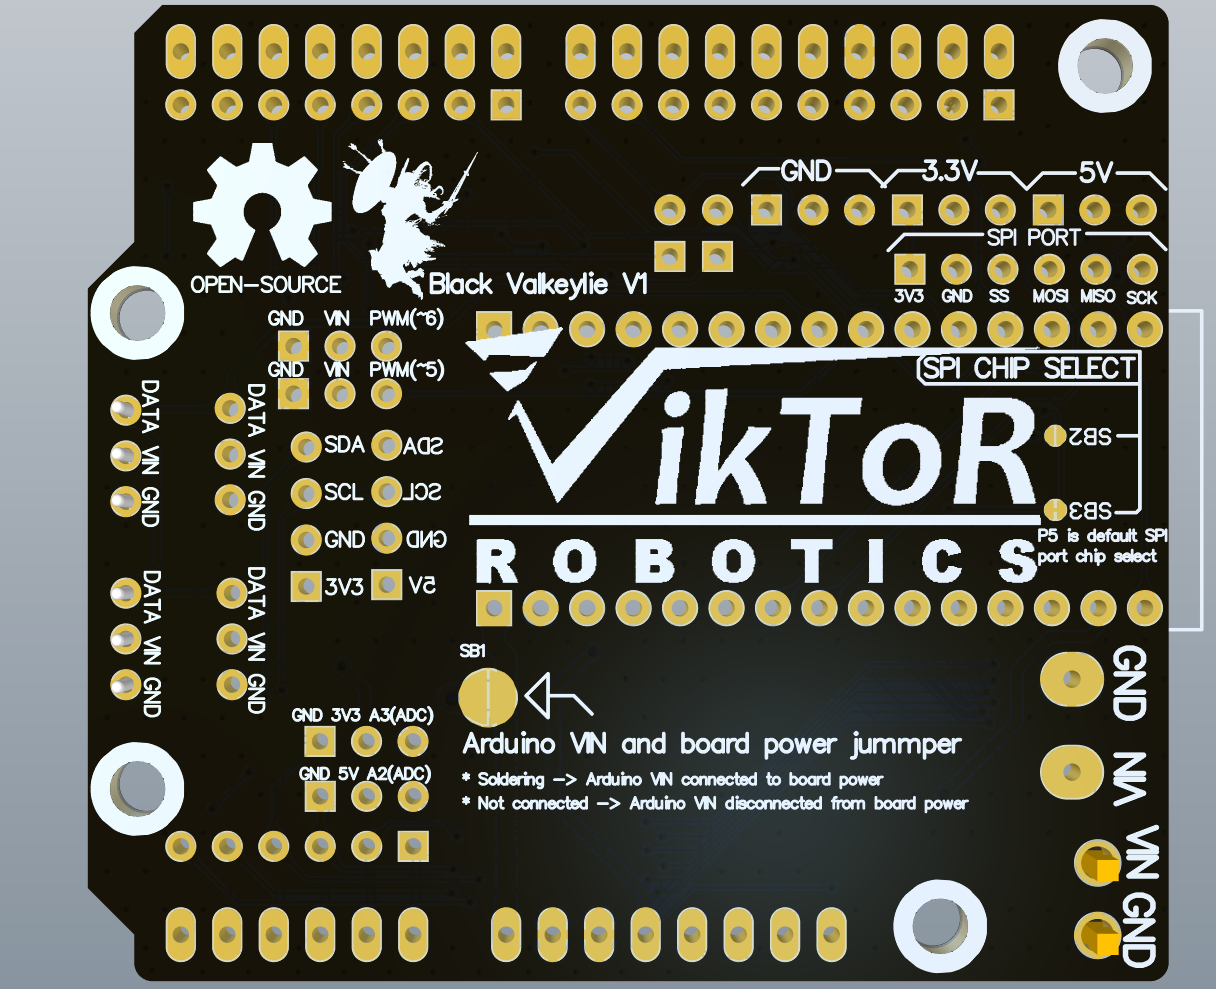 GND 3.3V 5V
SPI PORT
OPEN-SOURCE
Black Valkeylie V1
3V3 GND SS MOSI MISO SCK
GND VIN PWM(~6)
GND VIN PWM(~5)
SPI CHIP SELECT
DATA VIN GND
DATA VIN GND
SDA SDA
SCL SCL
GND GND
3V3 5V
VikToR
ROBOTICS
SB2
SB3
P5 is default SPI
port chip select
DATA VIN GND
DATA VIN GND
SB1
GND
VIN
GND 3V3 A3(ADC)
Arduino VIN and board power jummper
GND 5V A2(ADC)
* Soldering -> Arduino VIN connected to board power
* Not connected -> Arduino VIN disconnected from board power
VIN GND